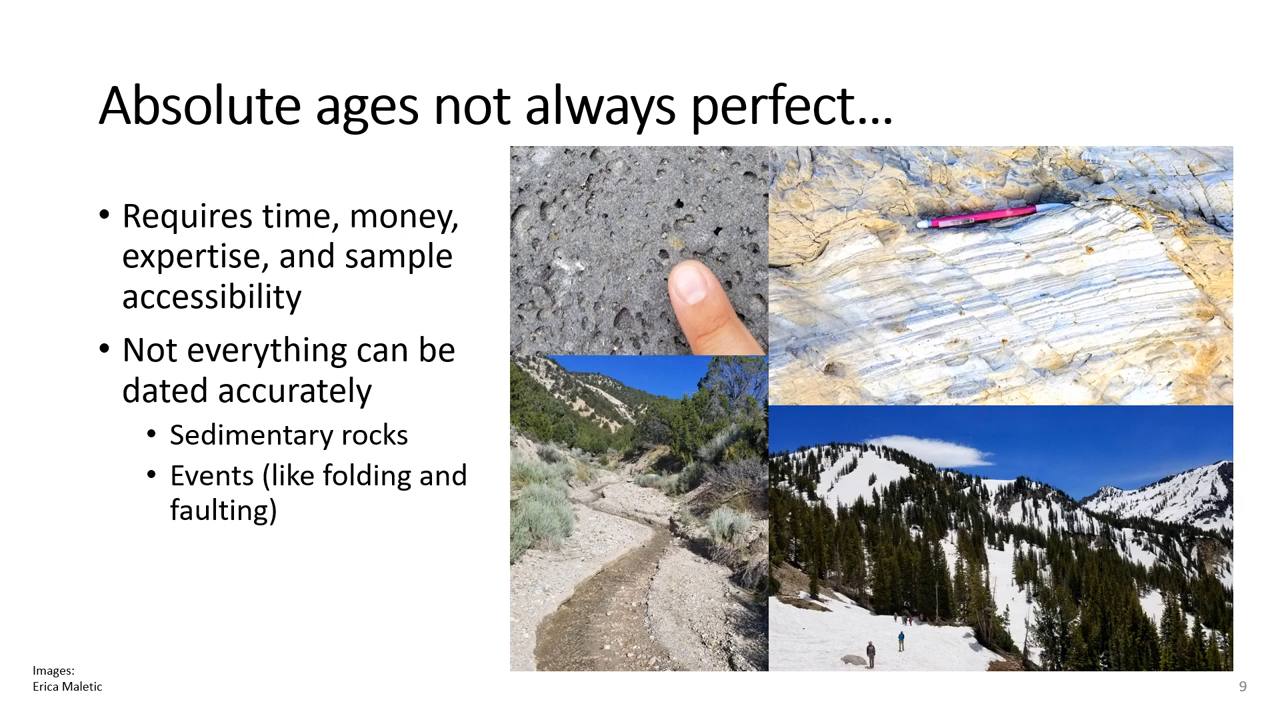 Absolute ages not always perfect…
• Requires time, money,
expertise, and sample
accessibility
• Not everything can be
dated accurately
• Sedimentary rocks
• Events (like folding and
faulting)
Images:
Erica Maletic
9